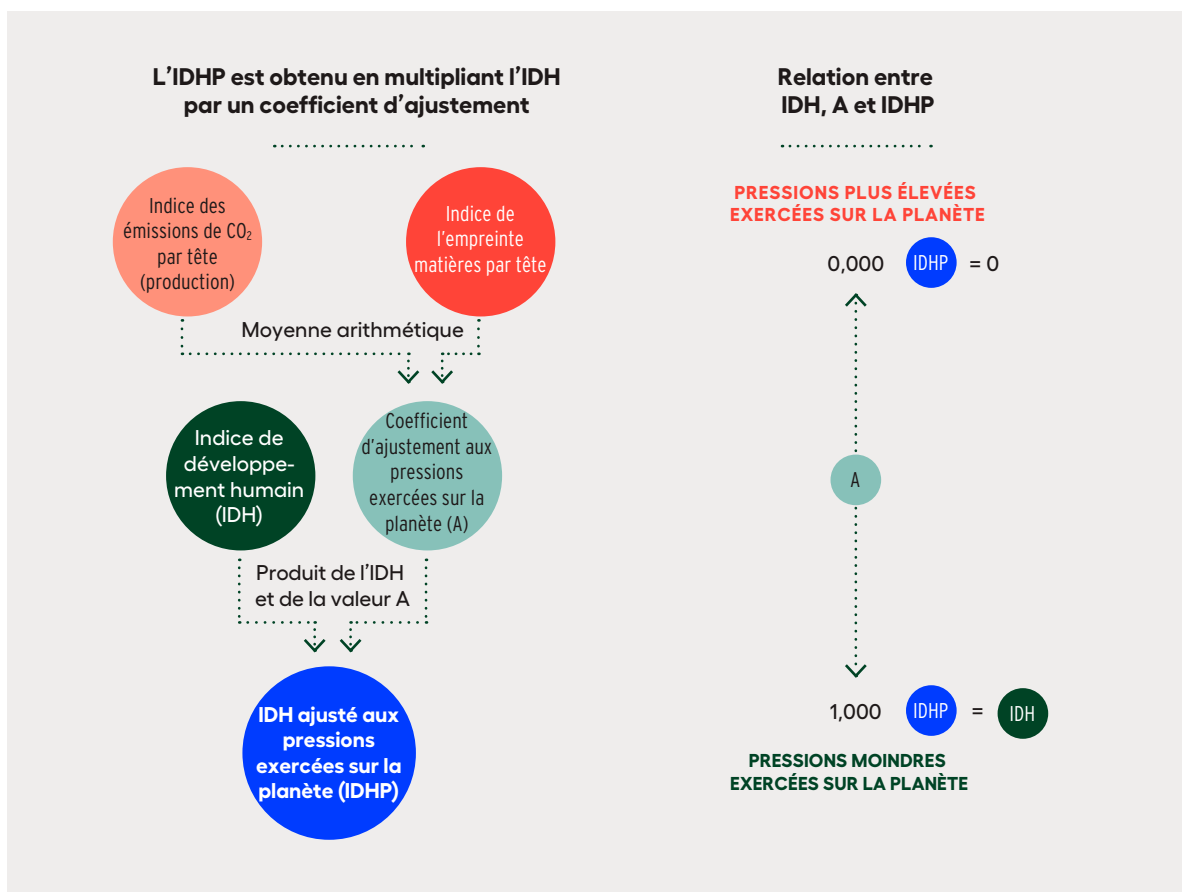 L’IDHP est obtenu en multipliant l’IDH
par un coefficient d’ajustement
Indice des
émissions de CO₂
par tête
(production)
Indice de
l’empreinte
matières par tête
Moyenne arithmétique
Indice de
développe-
ment humain
(IDH)
Coefficient
d’ajustement aux
pressions
exercées sur la
planète (A)
Produit de l’IDH
et de la valeur A
IDH ajusté aux
pressions
exercées sur la
planète (IDHP)
Relation entre
IDH, A et IDHP
PRESSIONS PLUS ÉLEVÉES
EXERCÉES SUR LA PLANÈTE
0,000 IDHP = 0
A
1,000 IDHP = IDH
PRESSIONS MOINDRES
EXERCÉES SUR LA PLANÈTE